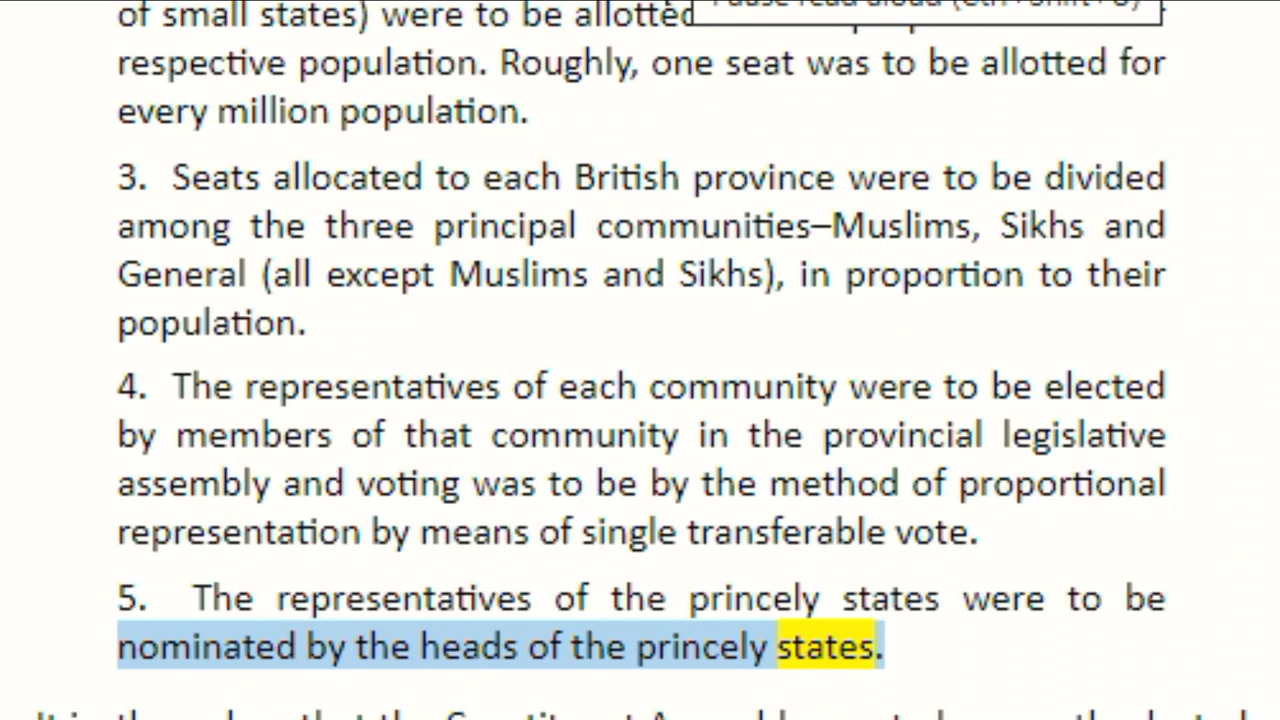 of small states) were to be allotted
respective population. Roughly, one seat was to be allotted for
every million population.
3. Seats allocated to each British province were to be divided
among the three principal communities–Muslims, Sikhs and
General (all except Muslims and Sikhs), in proportion to their
population.
4. The representatives of each community were to be elected
by members of that community in the provincial legislative
assembly and voting was to be by the method of proportional
representation by means of single transferable vote.
5. The representatives of the princely states were to be
nominated by the heads of the princely states.